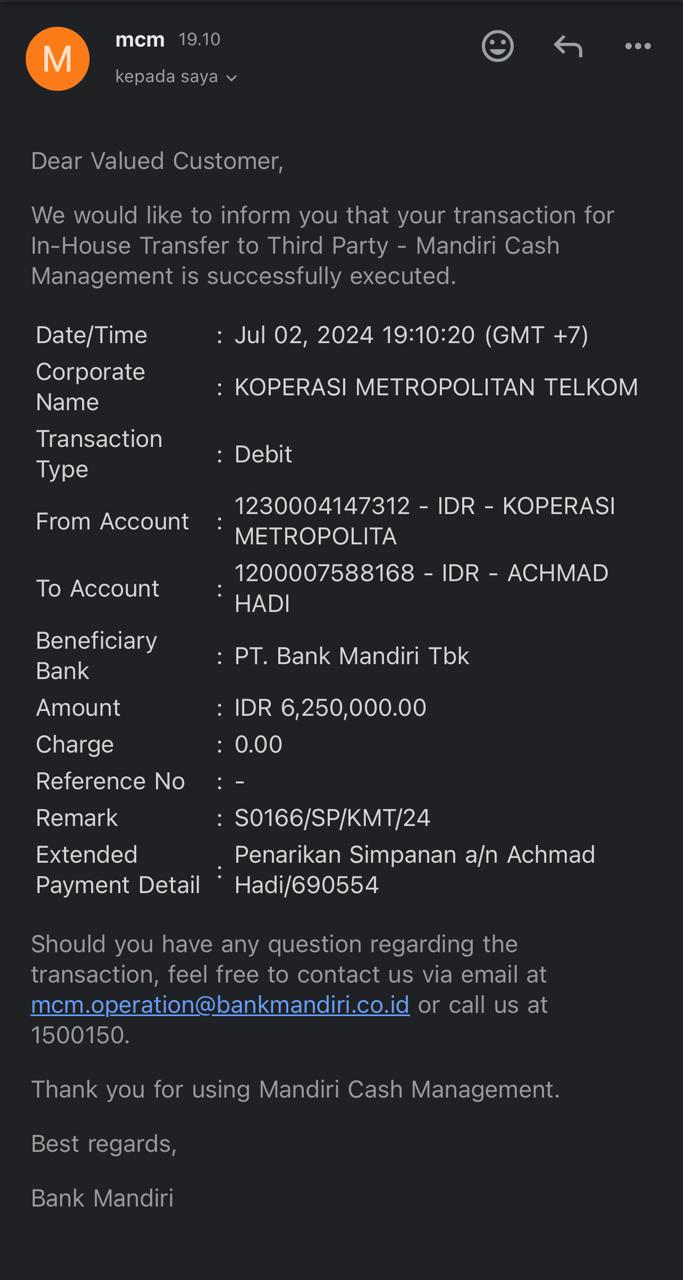 M
mcm 19.10
kepada saya
Dear Valued Customer,
We would like to inform you that your transaction for
In-House Transfer to Third Party - Mandiri Cash
Management is successfully executed.
Date/Time : Jul 02, 2024 19:10:20 (GMT +7)
Corporate
Name : KOPERASI METROPOLITAN TELKOM
Transaction
Type : Debit
From Account : 1230004147312 - IDR - KOPERASI
METROPOLITA
To Account : 1200007588168 - IDR - ACHMAD
HADI
Beneficiary
Bank : PT. Bank Mandiri Tbk
Amount : IDR 6,250,000.00
Charge : 0.00
Reference No : -
Remark : S0166/SP/KMT/24
Extended
Payment Detail : Penarikan Simpanan a/n Achmad
Hadi/690554
Should you have any question regarding the
transaction, feel free to contact us via email at
mcm.operation@bankmandiri.co.id or call us at
1500150.
Thank you for using Mandiri Cash Management.
Best regards,
Bank Mandiri